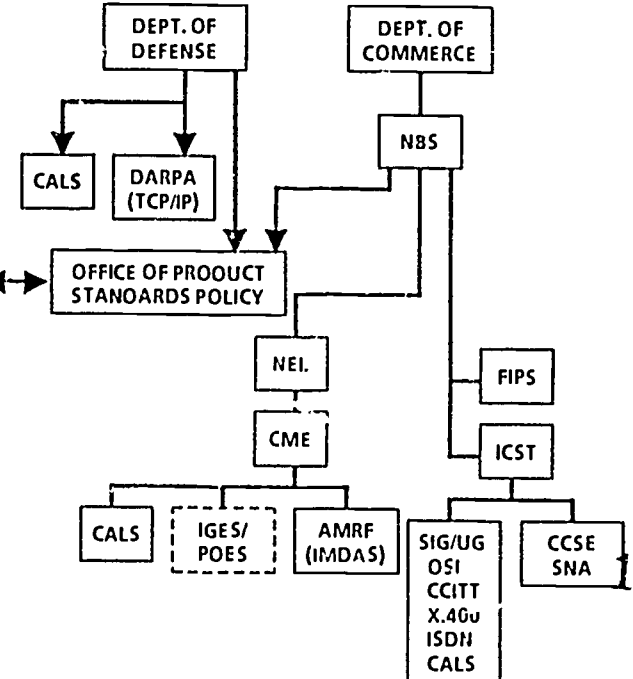 DEPT. OF
DEFENSE
DEPT. OF
COMMERCE
NBS
CALS
DARPA
(TCP/IP)
OFFICE OF PRODUCT
STANOARDS POLICY
NEI.
FIPS
CME
ICST
CALS
IGES/
POES
AMRF
(IMDAS)
SIG/UG
OSI
CCITT
X.40u
ISDN
CALS
CCSE
SNA